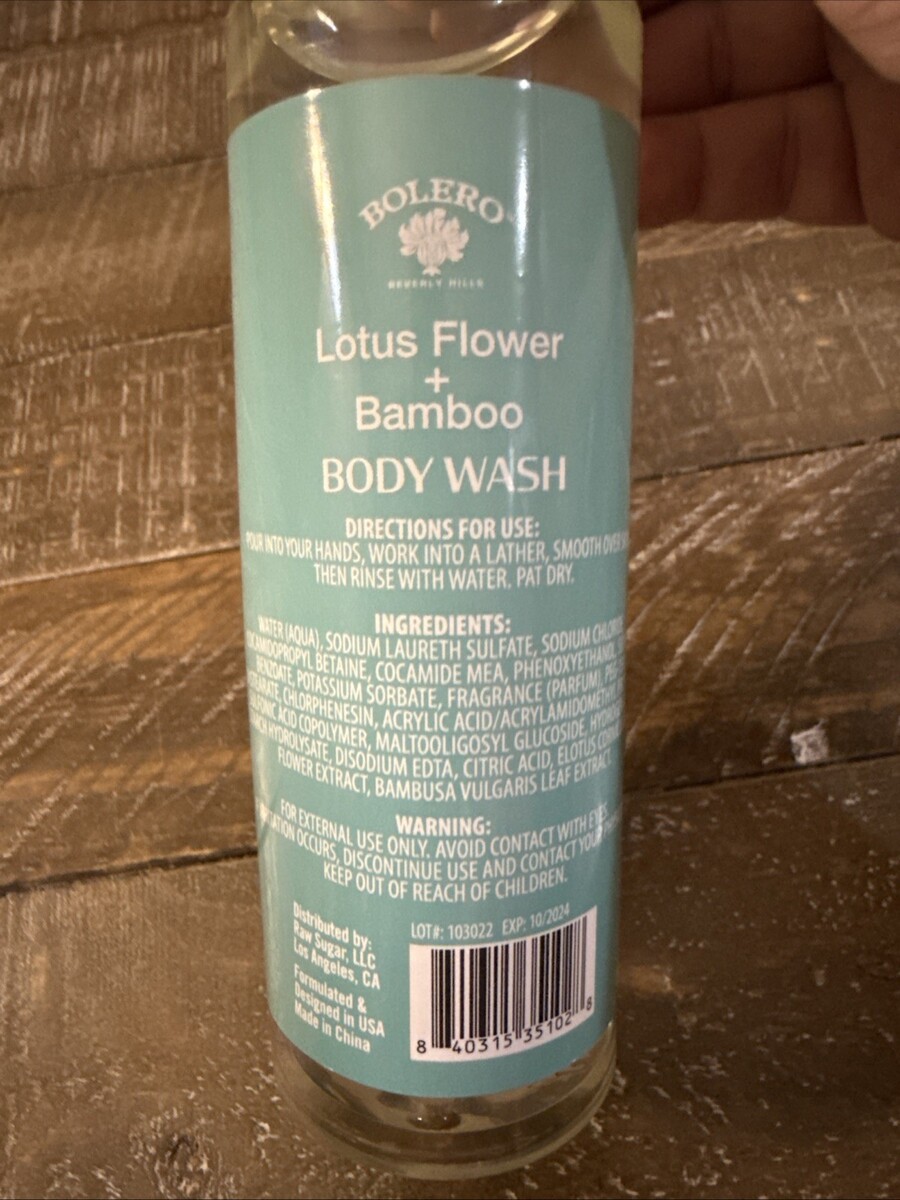 BOLERO
BEVERLY HILLS
Lotus Flower
+
Bamboo
BODY WASH
DIRECTIONS FOR USE:
POUR INTO YOUR HANDS, WORK INTO A LATHER, SMOOTH OVER
THEN RINSE WITH WATER. PAT DRY.
INGREDIENTS:
WATER (AQUA), SODIUM LAURETH SULFATE, SODIUM
COCAMIDOPROPYL BETAINE, COCAMIDE MEA, PHENOXYETHANOL,
BENZOATE, POTASSIUM SORBATE, FRAGRANCE (PARFUM),
CHLORPHENESIN, ACRYLIC
ACID COPOLYMER, MALTOOLIGOSYL GLUCOSIDE,
HYDROLYSATE, DISODIUM EDTA, CITRIC ACID,
FLOWER EXTRACT, BAMBUSA VULGARIS LEAF EXTRACT
WARNING:
FOR EXTERNAL USE ONLY. AVOID CONTACT WITH EYES
OCCURS, DISCONTINUE USE AND CONTACT
KEEP OUT OF REACH OF CHILDREN.
LOT#: 103022 EXP: 10/2024
Distributed by:
Raw Sugar, LLC
Los Angeles, CA
Formulated &
Designed in USA
Made in China
8 40315 35102 8